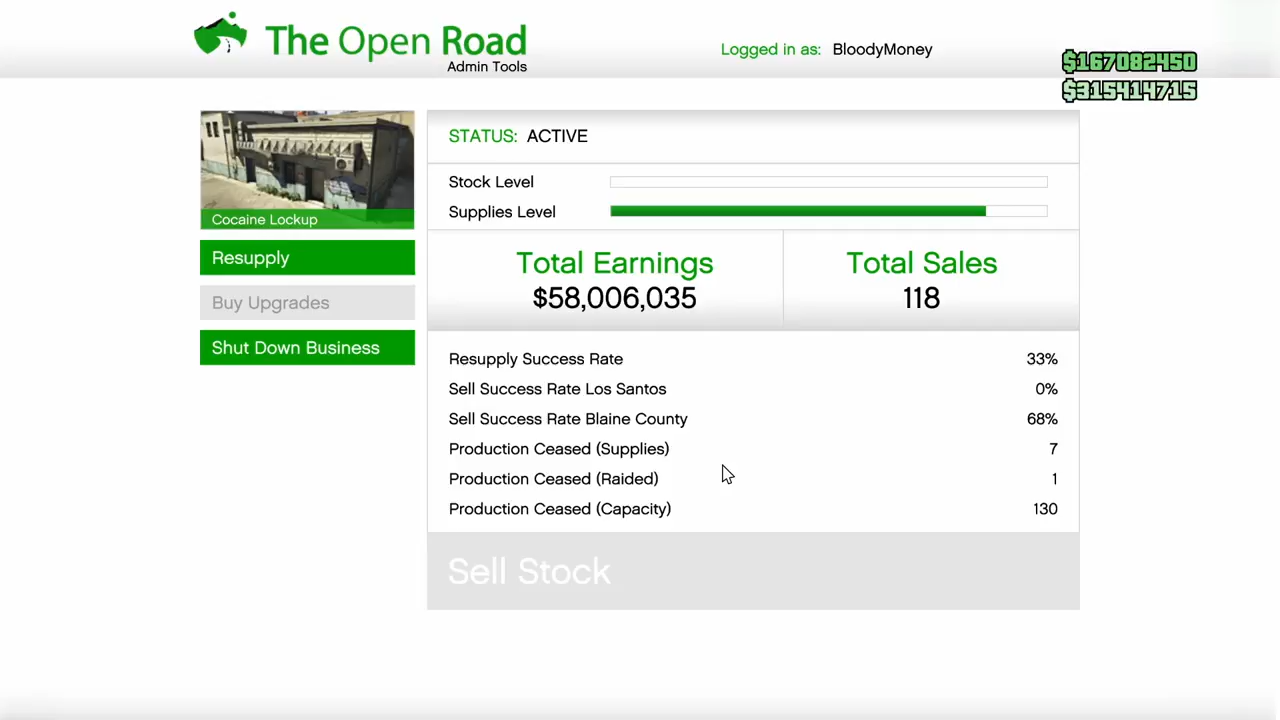 The Open Road
Admin Tools
Logged in as: BloodyMoney
$167082450
$315414715
Cocaine Lockup
Resupply
Buy Upgrades
Shut Down Business
STATUS: ACTIVE
Stock Level
Supplies Level
Total Earnings
$58,006,035
Total Sales
118
Resupply Success Rate 33%
Sell Success Rate Los Santos 0%
Sell Success Rate Blaine County 68%
Production Ceased (Supplies) 7
Production Ceased (Raided) 1
Production Ceased (Capacity) 130
Sell Stock